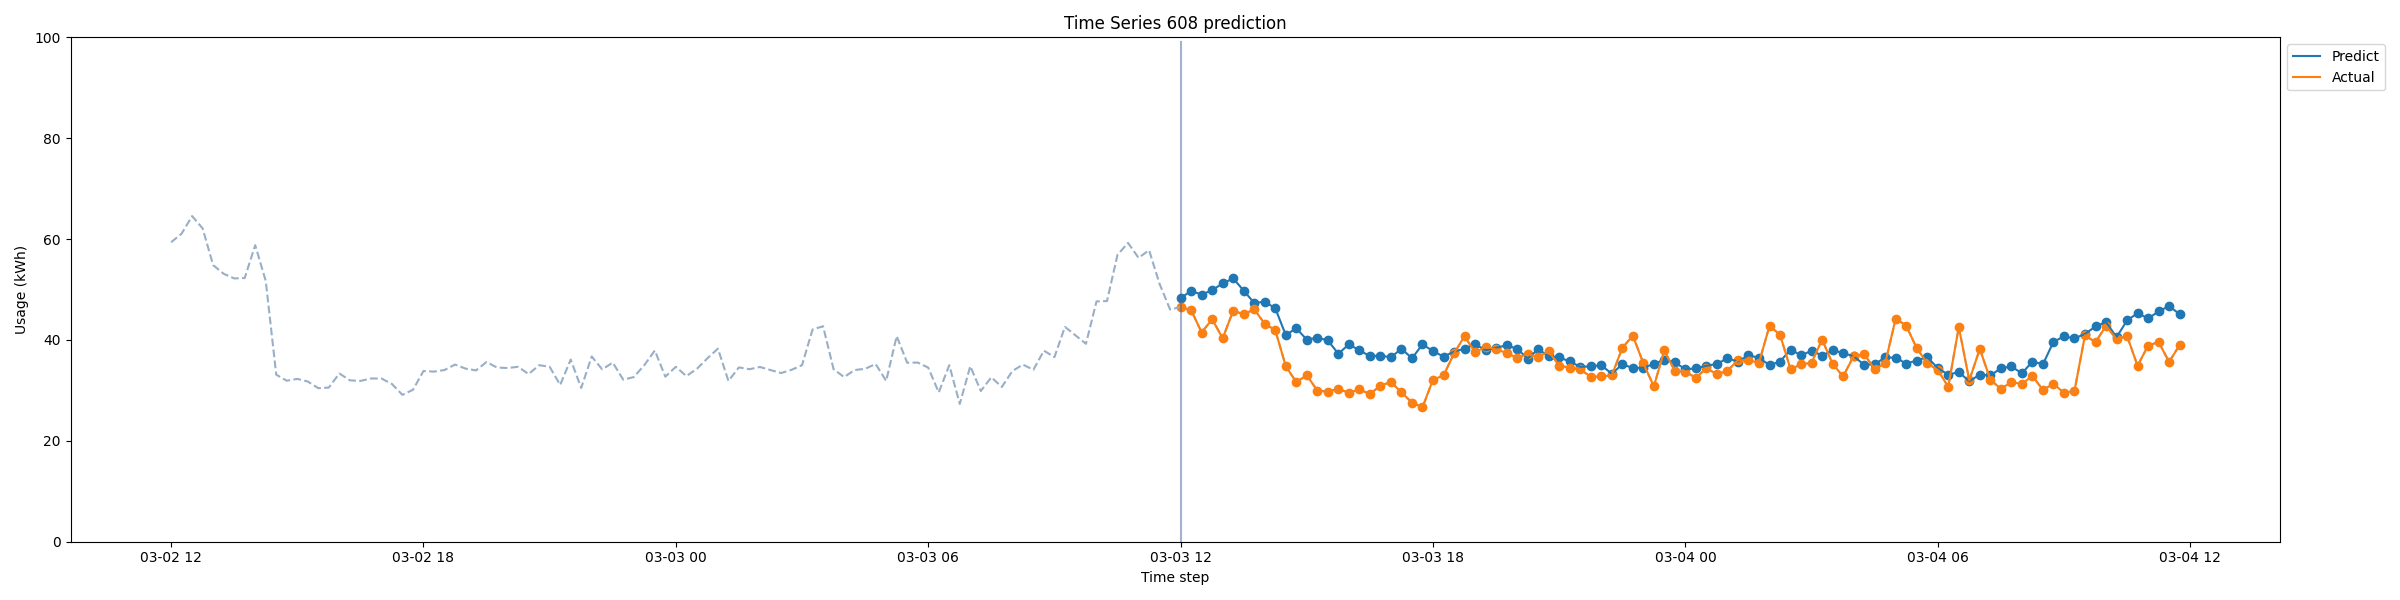 Time Series 608 prediction
Predict
Actual
100
80
60
40
20
0
Usage (kWh)
03-02 12 03-02 18 03-03 00 03-03 06 03-03 12 03-03 18 03-04 00 03-04 06 03-04 12
Time step